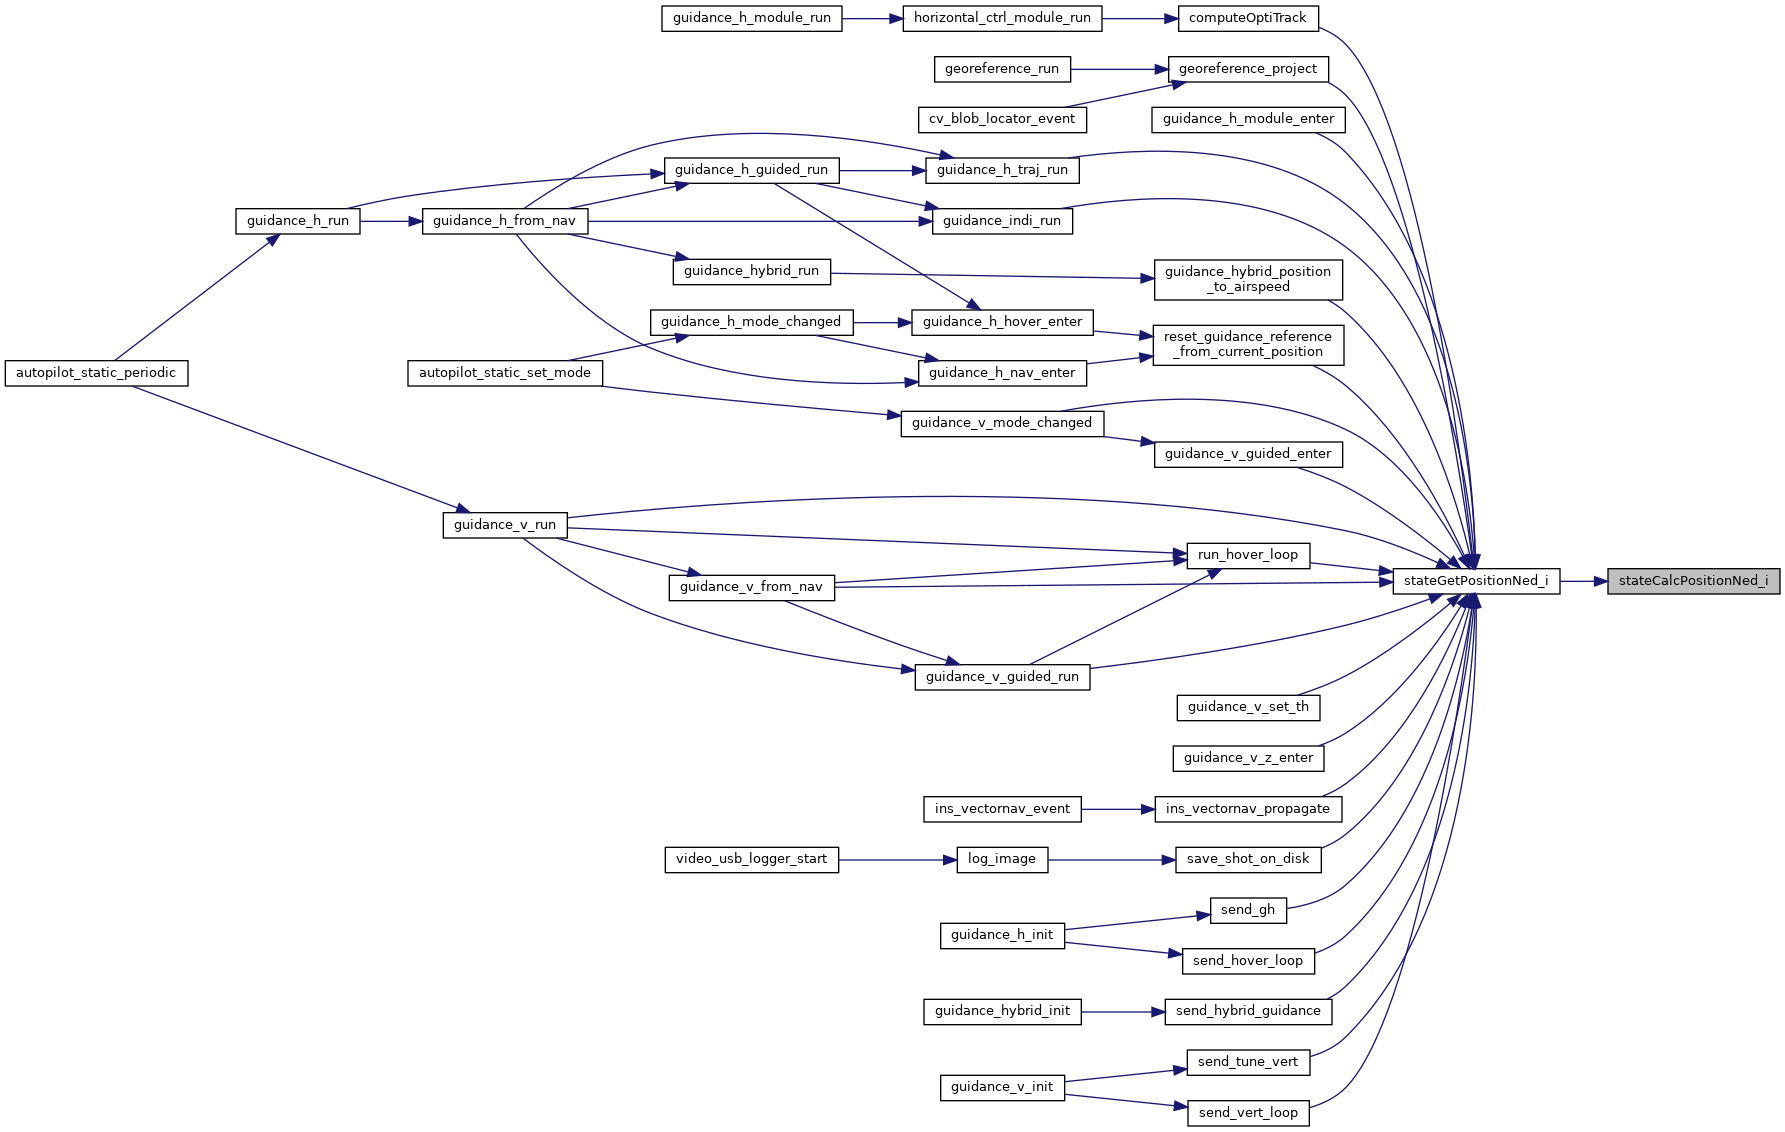 guidance_h_module_run
horizontal_ctrl_module_run
computeOptiTrack
georeference_run
georeference_project
cv_blob_locator_event
guidance_h_module_enter
guidance_h_guided_run
guidance_h_traj_run
guidance_h_run
guidance_h_from_nav
guidance_indi_run
guidance_hybrid_run
guidance_hybrid_position
_to_airspeed
guidance_h_mode_changed
guidance_h_hover_enter
reset_guidance_reference
_from_current_position
autopilot_static_periodic
autopilot_static_set_mode
guidance_h_nav_enter
guidance_v_mode_changed
guidance_v_guided_enter
guidance_v_run
run_hover_loop
guidance_v_from_nav
stateGetPositionNed_i
stateCalcPositionNed_i
guidance_v_guided_run
guidance_v_set_th
guidance_v_z_enter
ins_vectornav_event
ins_vectornav_propagate
video_usb_logger_start
log_image
save_shot_on_disk
send_gh
guidance_h_init
send_hover_loop
guidance_hybrid_init
send_hybrid_guidance
send_tune_vert
guidance_v_init
send_vert_loop